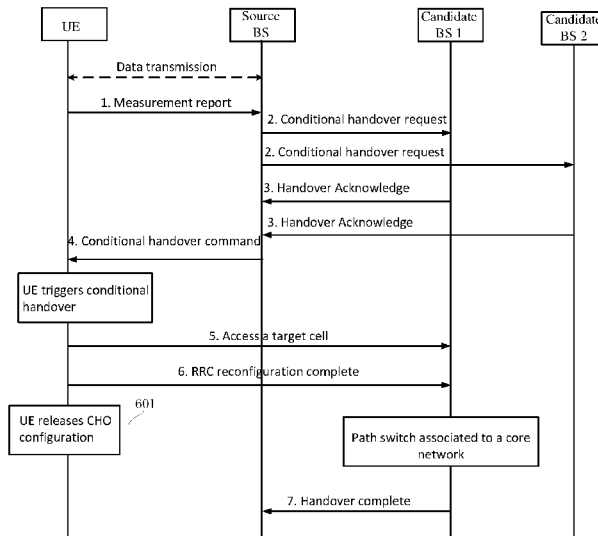 UE
Source
BS
Candidate
BS 1
Candidate
BS 2
Data transmission
1. Measurement report
2. Conditional handover request
2. Conditional handover request
3. Handover Acknowledge
3. Handover Acknowledge
4. Conditional handover command
UE triggers conditional
handover
5. Access a target cell
6. RRC reconfiguration complete
601
UE releases CHO
configuration
Path switch associated to a core
network
7. Handover complete